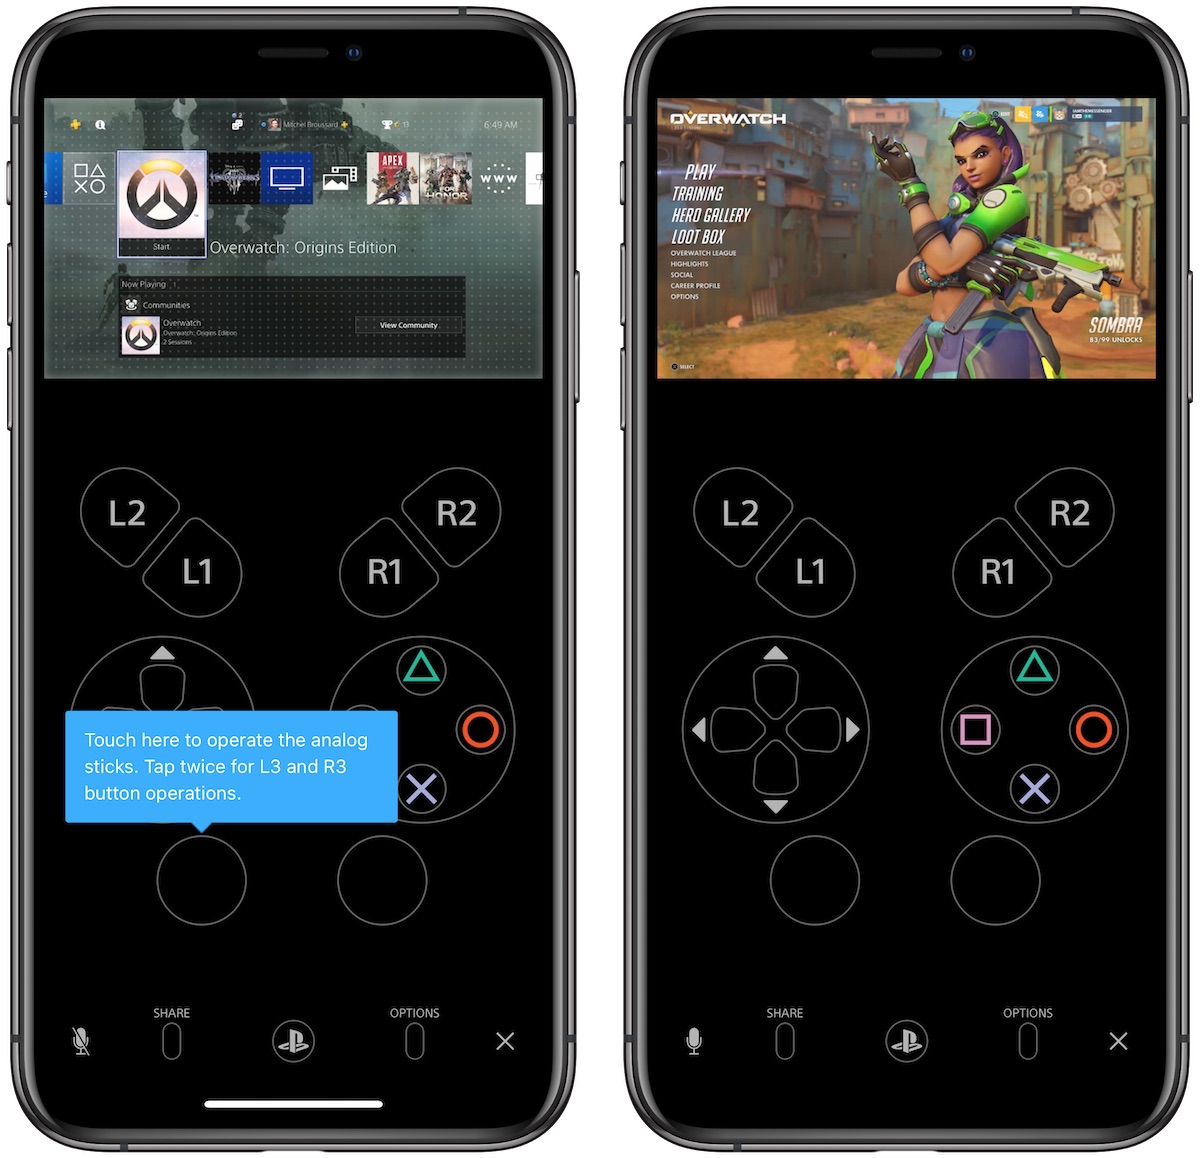 Mitchel Broussard
13
6:49 AM
APEX
FOR
HONOR
WWW
Start
Overwatch: Origins Edition
Now Playing
Communities
Overwatch
Overwatch: Origins Edition
2 Sessions
View Community
L2
L1
R2
R1
Touch here to operate the analog
sticks. Tap twice for L3 and R3
button operations.
SHARE
OPTIONS
OVERWATCH
PLAY
TRAINING
HERO GALLERY
LOOT BOX
OVERWATCH LEAGUE
HIGHLIGHTS
SOCIAL
CAREER PROFILE
OPTIONS
SOMBRA
83/99 UNLOCKS
SELECT
L2
L1
R2
R1
SHARE
OPTIONS